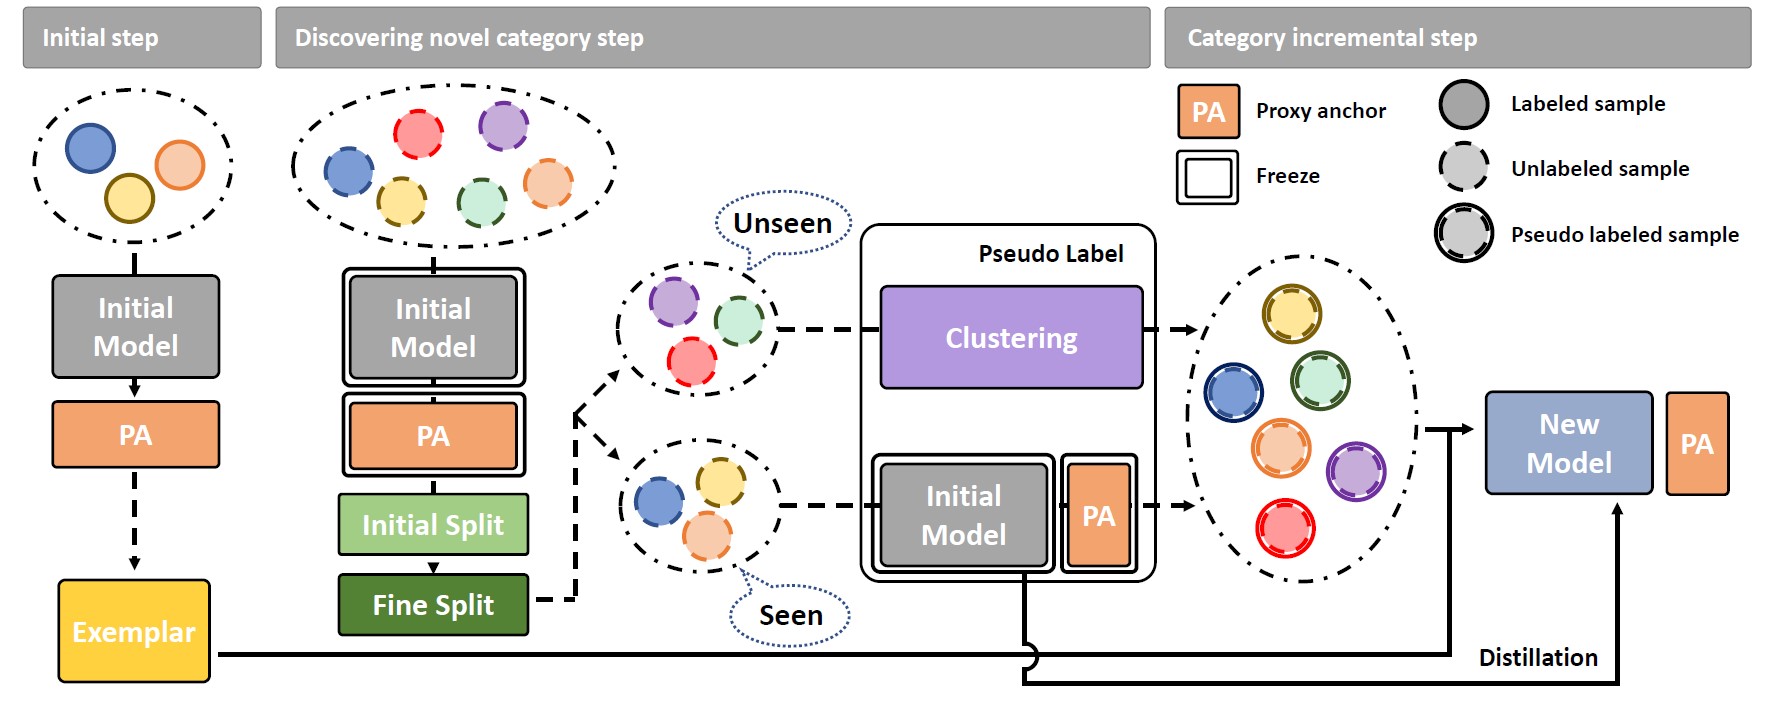 Initial step
Discovering novel category step
Category incremental step
PA
Proxy anchor
Freeze
Labeled sample
Unlabeled sample
Pseudo labeled sample
Initial
Model
PA
Exemplar
Initial
Model
PA
Initial Split
Fine Split
Unseen
Seen
Pseudo Label
Clustering
Initial
Model
PA
New
Model
PA
Distillation